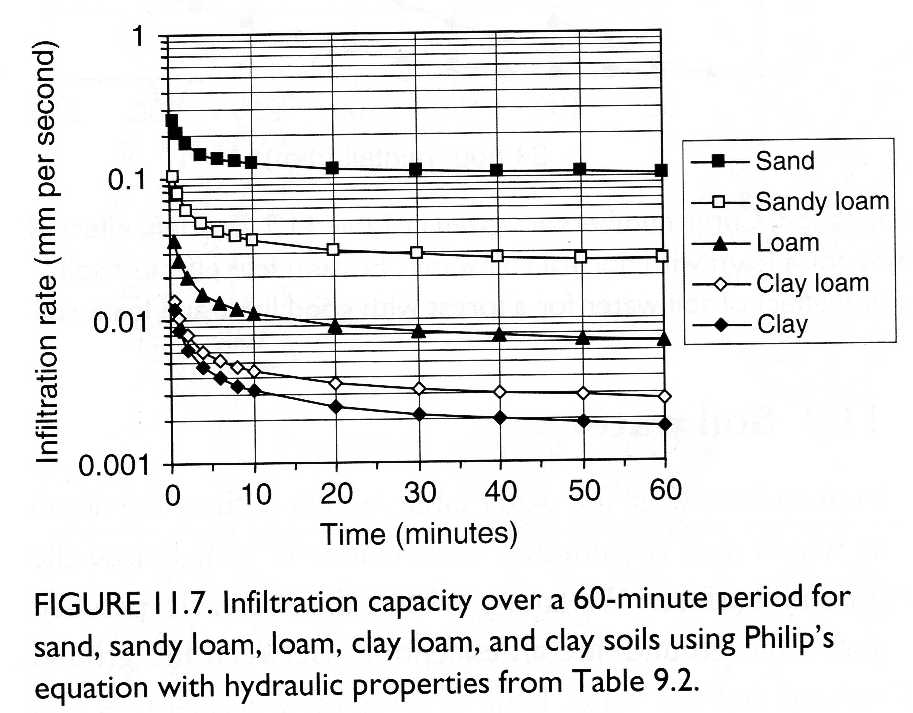 1
0.1
0.01
0.001
Infiltration rate (mm per second)
0 10 20 30 40 50 60
Time (minutes)
Sand
Sandy loam
Loam
Clay loam
Clay
FIGURE 11.7. Infiltration capacity over a 60-minute period for
sand, sandy loam, loam, clay loam, and clay soils using Philip's
equation with hydraulic properties from Table 9.2.